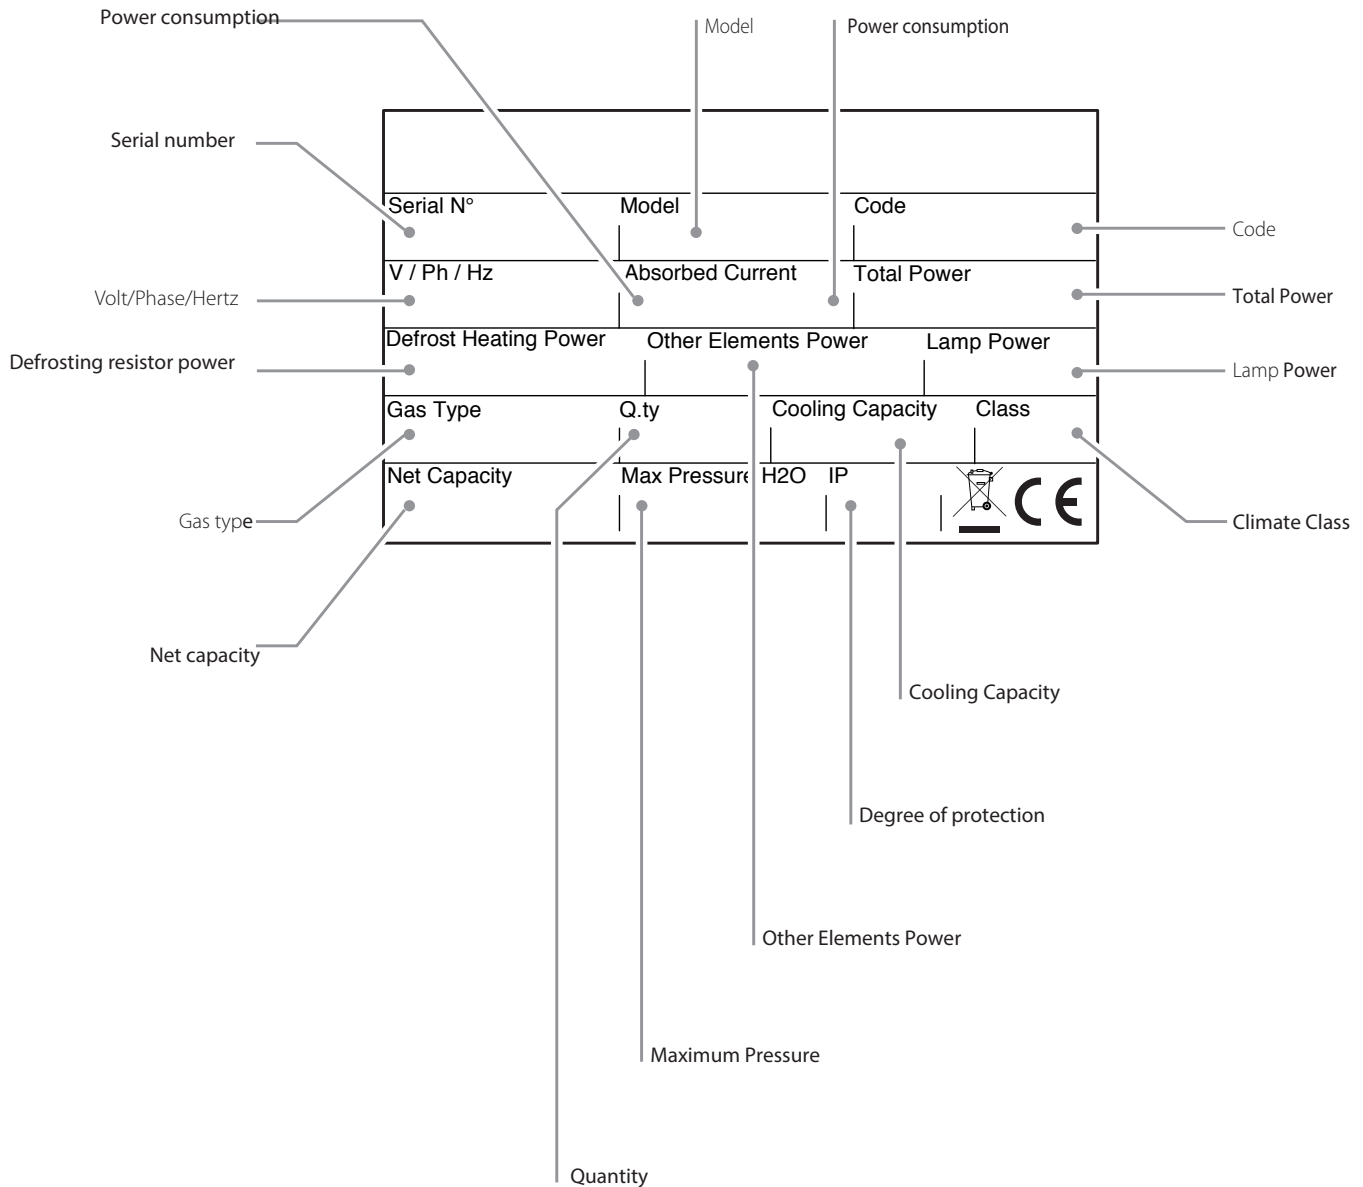 Power consumption
Model
Power consumption
Serial number
Serial N° Model Code
Code
V / Ph / Hz Absorbed Current Total Power
Volt/Phase/Hertz
Total Power
Defrost Heating Power Other Elements Power Lamp Power
Defrosting resistor power
Lamp Power
Gas Type Q.ty Cooling Capacity Class
Net Capacity Max Pressure H2O IP CE
Gas type
Climate Class
Net capacity
Cooling Capacity
Degree of protection
Other Elements Power
Maximum Pressure
Quantity